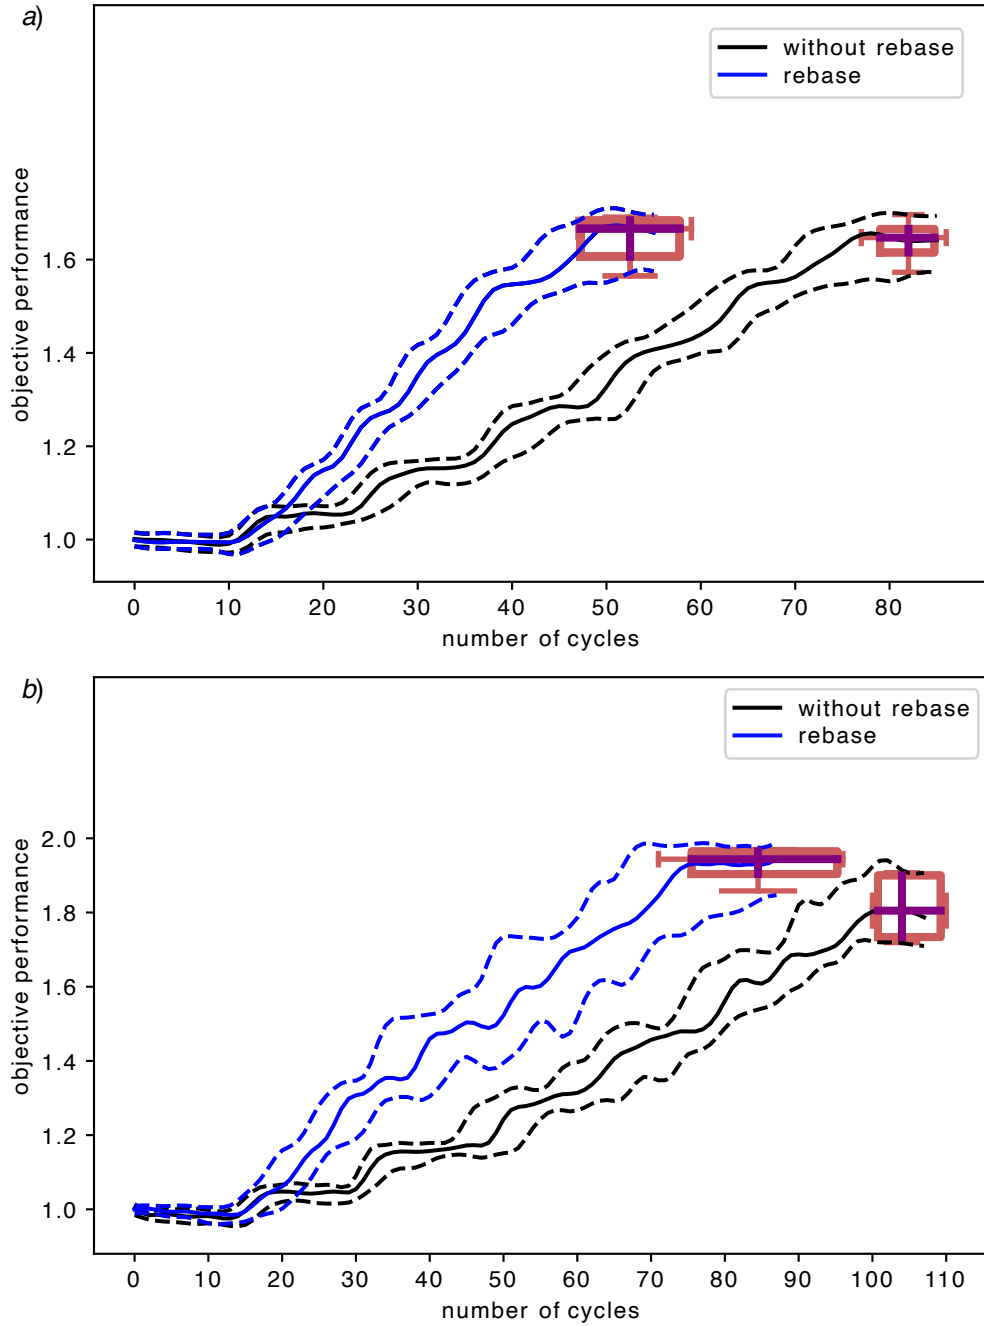 a)
without rebase
rebase
objective performance
1.6
1.4
1.2
1.0
0 10 20 30 40 50 60 70 80
number of cycles
b)
without rebase
rebase
objective performance
2.0
1.8
1.6
1.4
1.2
1.0
0 10 20 30 40 50 60 70 80 90 100 110
number of cycles